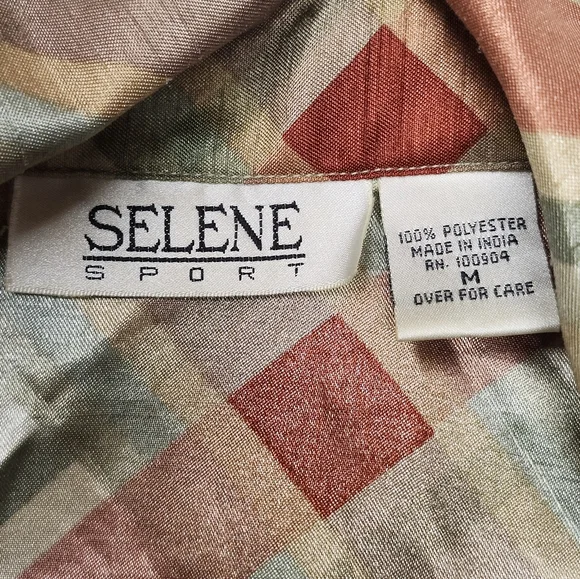 SELENE
SPORT
100% POLYESTER
MADE IN INDIA
RN. 100904
M
OVER FOR CARE